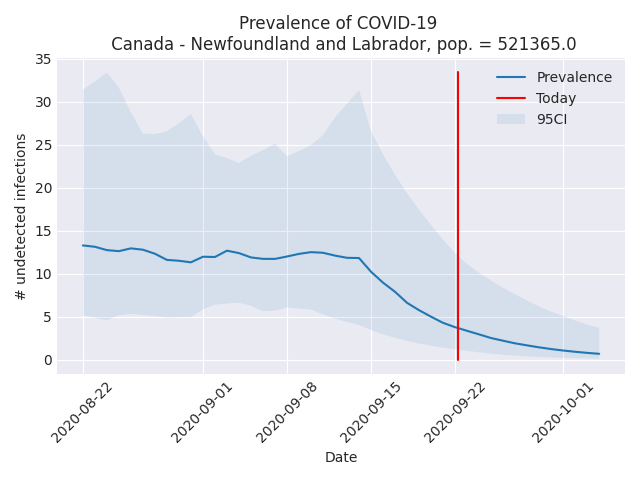 Prevalence of COVID-19
Canada - Newfoundland and Labrador, pop. = 521365.0
35
30
25
20
15
10
5
0
# undetected infections
Prevalence
Today
95CI
2020-08-22
2020-09-01
2020-09-08
2020-09-15
2020-09-22
2020-10-01
Date